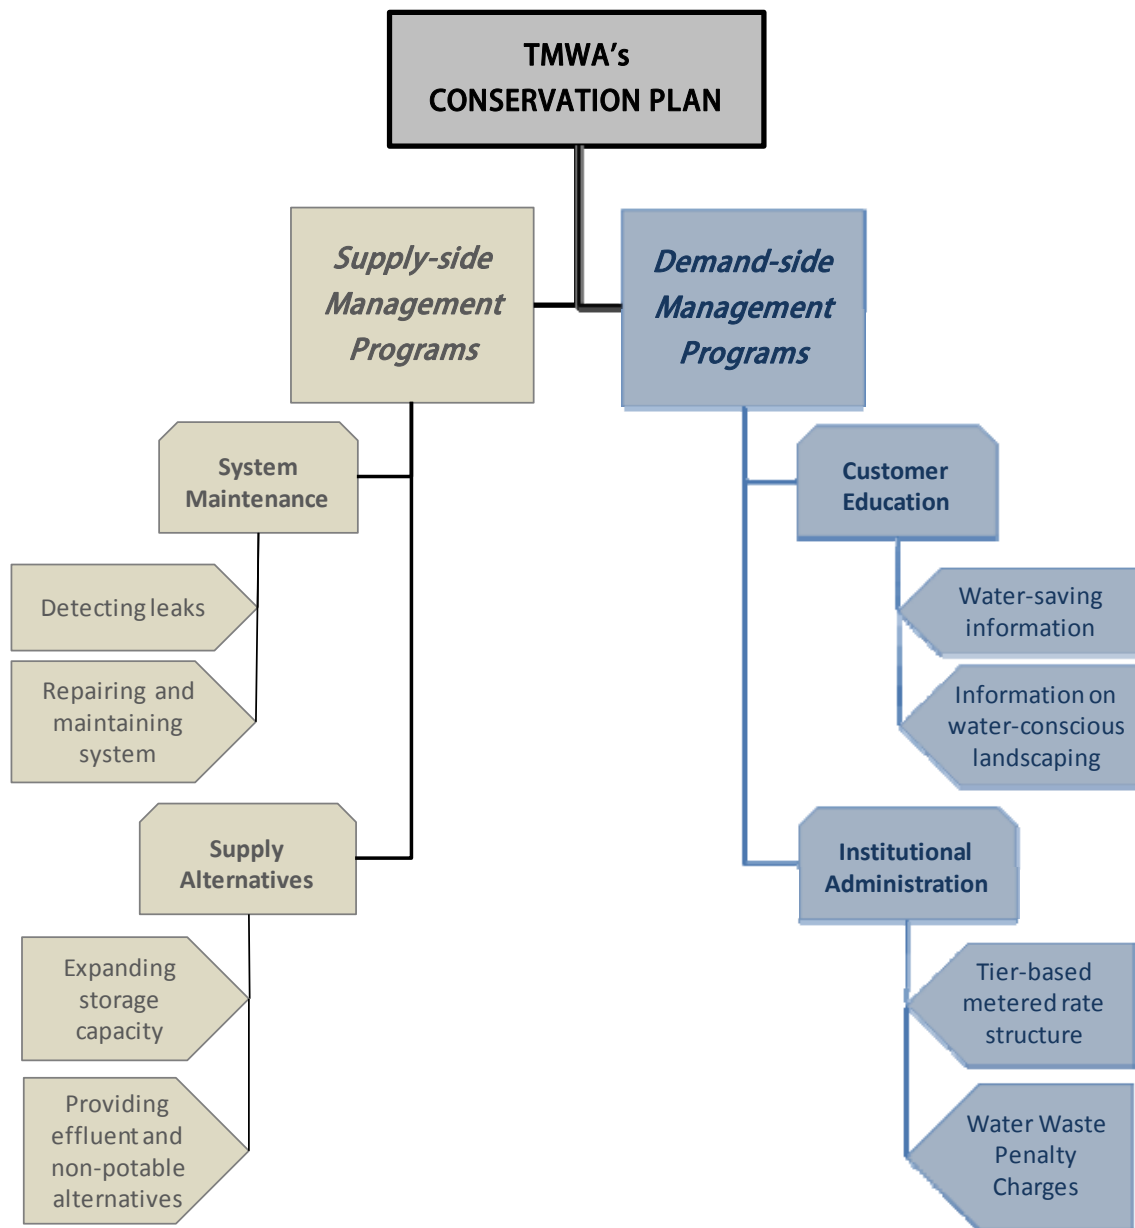 TMWA's
CONSERVATION PLAN
Supply-side
Management
Programs
Demand-side
Management
Programs
System
Maintenance
Detecting leaks
Repairing and
maintaining
system
Supply
Alternatives
Expanding
storage
capacity
Providing
effluent and
non-potable
alternatives
Customer
Education
Water-saving
information
Information on
water-conscious
landscaping
Institutional
Administration
Tier-based
metered rate
structure
Water Waste
Penalty
Charges